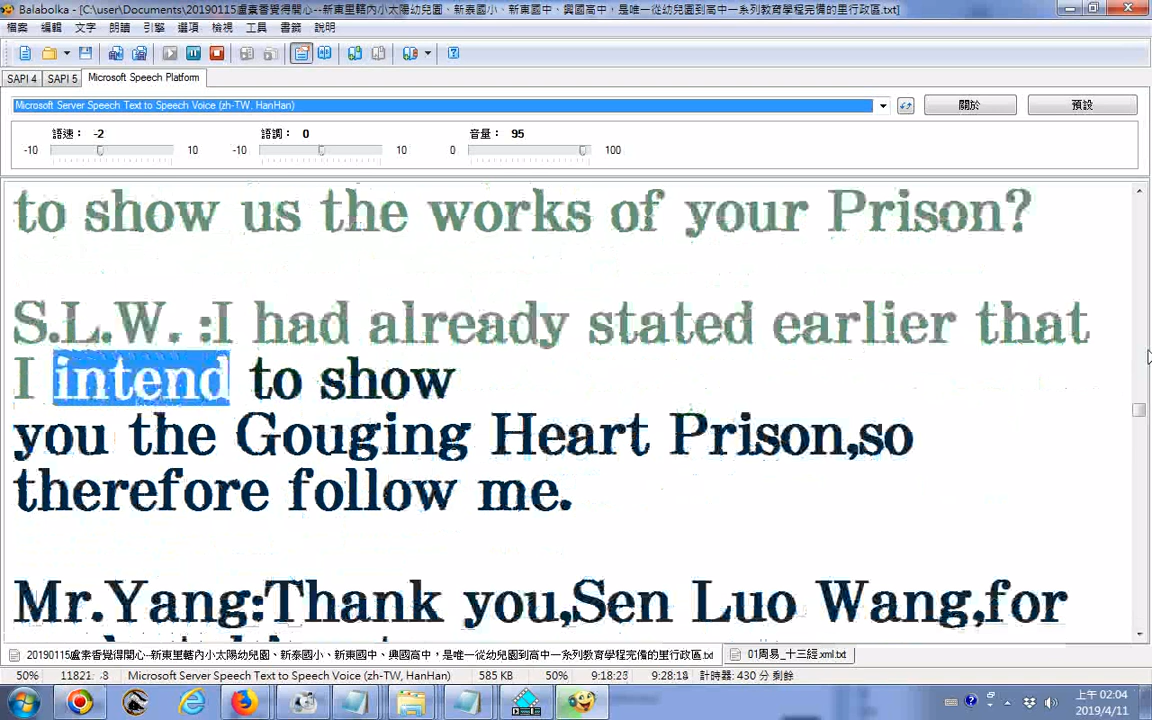 Balabolka - [C:\user\Documents\20190115盧素香覺得開心--新東里轄內小太陽幼兒園、新泰國小、新東國中、興國高中，是唯一從幼兒園到高中一系列教育學程完備的里行政區.txt]
檔案 編輯 文字 朗讀 引擎 選項 檢視 工具 書籤 說明
SAPI 4 SAPI 5 Microsoft Speech Platform
Microsoft Server Speech Text to Speech Voice (zh-TW, HanHan) 關於 預設
語速： -2 語調： 0 音量： 95
-10 10 -10 10 0 100
to show us the works of your Prison?
S.L.W. :I had already stated earlier that
I intend to show
you the Gouging Heart Prison,so
therefore follow me.
Mr.Yang:Thank you,Sen Luo Wang,for
20190115盧素香覺得開心--新東里轄內小太陽幼兒園、新泰國小、新東國中、興國高中，是唯一從幼兒園到高中一系列教育學程完備的里行政區.txt 01周易_十三經.xml.txt
50% Microsoft Server Speech Text to Speech Voice (zh-TW, HanHan) 585 KB 50% 9:18:23 9:28:18 計時器: 430 分 剩餘
上午 02:04
2019/4/11